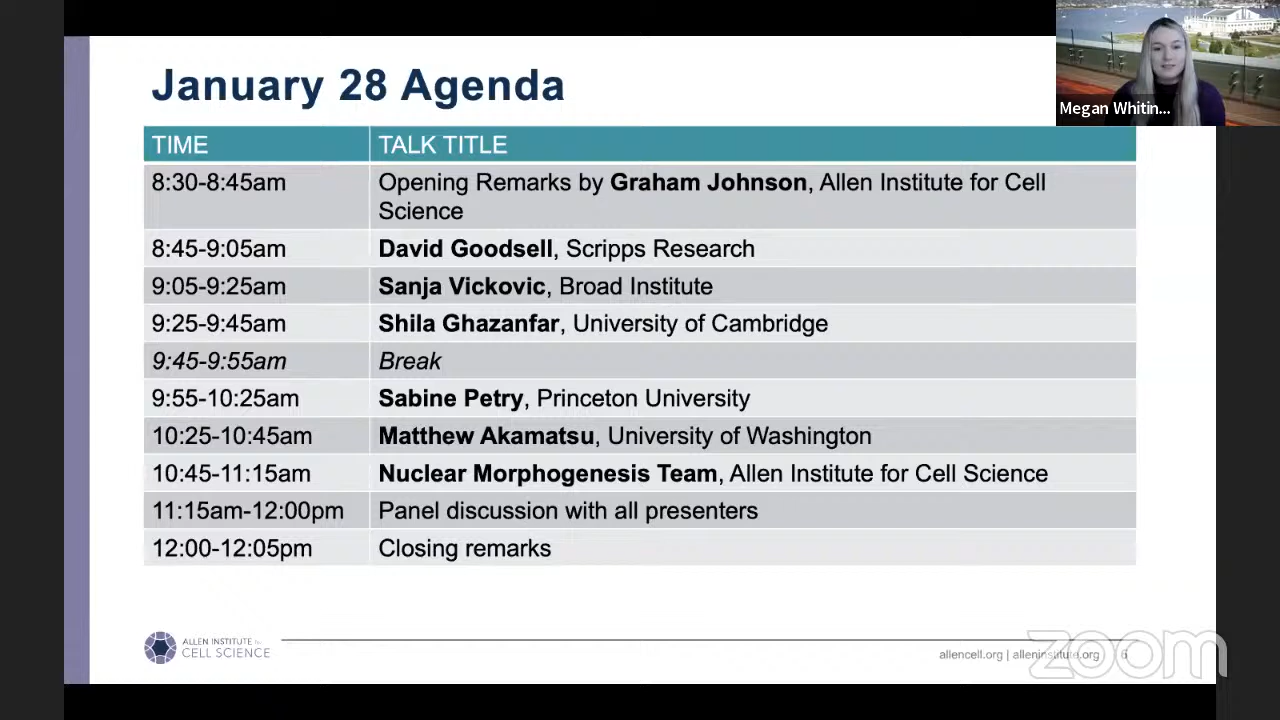 January 28 Agenda
Megan Whitin...
TIME TALK TITLE
8:30-8:45am Opening Remarks by Graham Johnson, Allen Institute for Cell
Science
8:45-9:05am David Goodsell, Scripps Research
9:05-9:25am Sanja Vickovic, Broad Institute
9:25-9:45am Shila Ghazanfar, University of Cambridge
9:45-9:55am Break
9:55-10:25am Sabine Petry, Princeton University
10:25-10:45am Matthew Akamatsu, University of Washington
10:45-11:15am Nuclear Morphogenesis Team, Allen Institute for Cell Science
11:15am-12:00pm Panel discussion with all presenters
12:00-12:05pm Closing remarks
ALLEN INSTITUTE for
CELL SCIENCE
allencell.org | alleninstitute.org 6
zoom